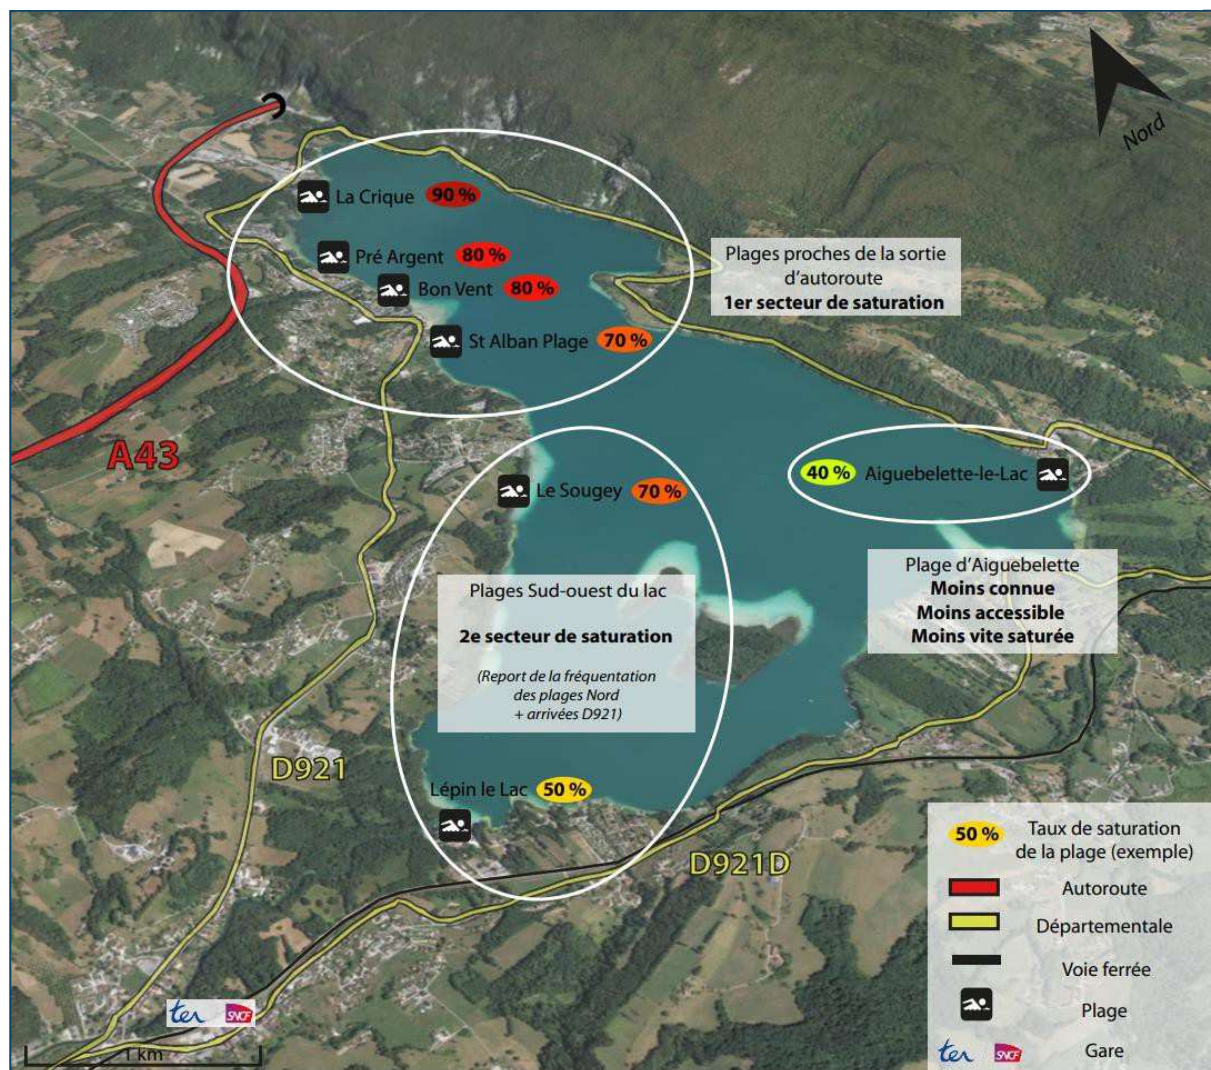 Nord
La Crique 90 %
Pré Argent 80 %
Bon Vent 80 %
St Alban Plage 70 %
Plages proches de la sortie
d'autoroute
1er secteur de saturation
A43
Le Sougey 70 %
40 % Aiguebelette-le-Lac
Plage d'Aiguebelette
Moins connue
Moins accessible
Moins vite saturée
Plages Sud-ouest du lac
2e secteur de saturation
(Report de la fréquentation
des plages Nord
+ arrivées D921)
D921
Lépin le Lac 50 %
D921D
ter SNCF
1 km
50 % Taux de saturation
de la plage (exemple)
Autoroute
Départementale
Voie ferrée
Plage
ter SNCF Gare